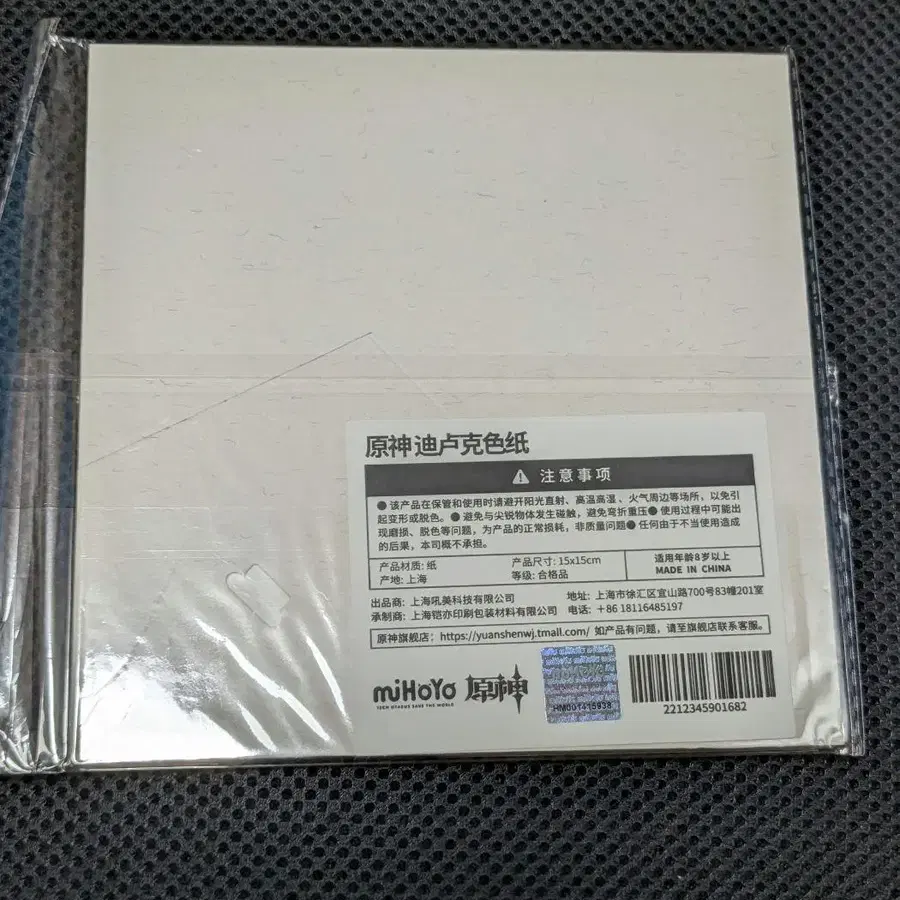 原神 迪卢克色纸
注意事项
● 该产品在保管和使用时请避开阳光直射、高温高湿、火气周边等场所，以免引
起变形或脱色。● 避免与尖锐物体发生碰触，避免弯折重压● 使用过程中可能出
现磨损、脱色等问题，为产品的正常损耗，非质量问题● 任何由于不当使用造成
的后果，本司概不承担。
产品材质: 纸
产品尺寸: 15x15cm
适用年龄8岁以上
产地: 上海
等级: 合格品
MADE IN CHINA
出品商: 上海吼美科技有限公司
地址: 上海市徐汇区宜山路700号83幢201室
承制商: 上海铠亦印刷包装材料有限公司
电话: +86 18116485197
原神旗舰店: https://yuanshenwj.tmall.com/ 如产品有问题，请至旗舰店联系客服。
miHoYo 原神
TECH OTAKUS SAVE THE WORLD
HM001415938
2212345901682